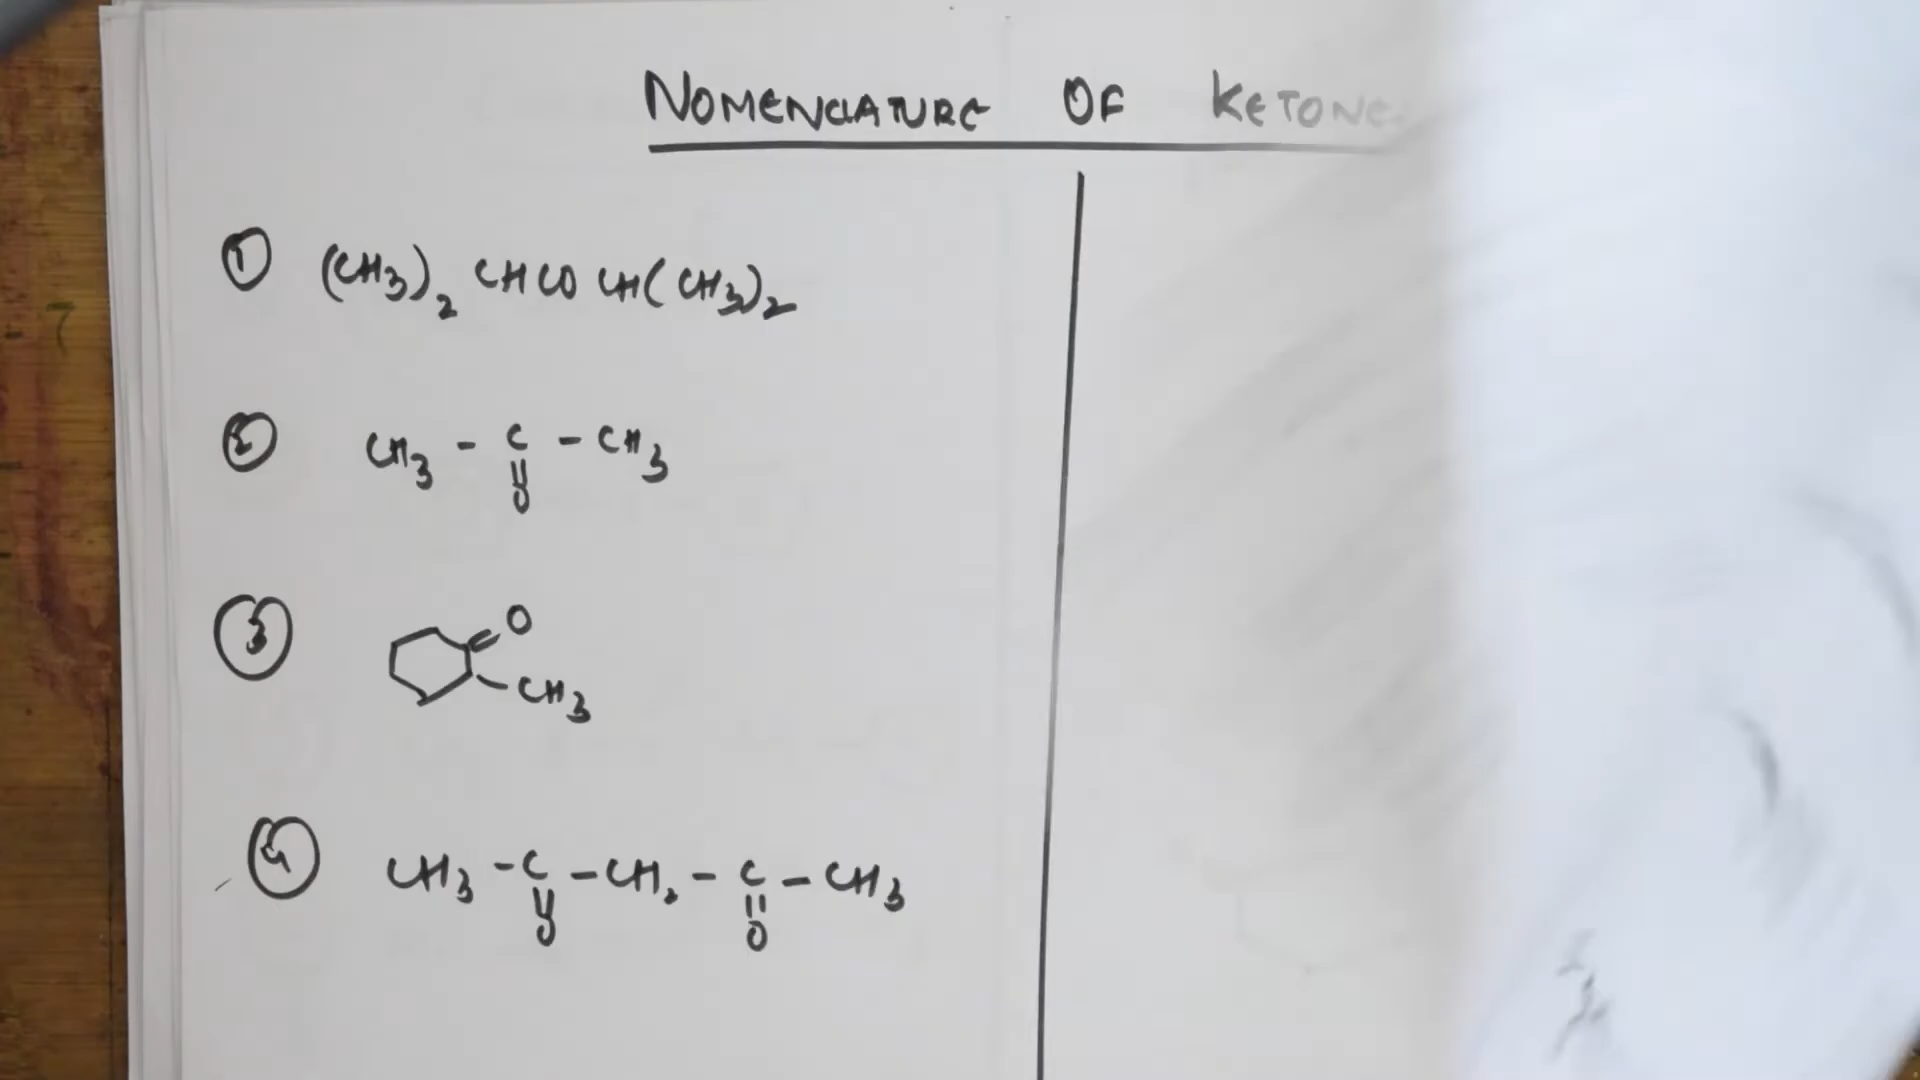 NOMENCLATURE OF KETONE
① (CH3)2 CHCO CH(CH3)2
② CH3 - C - CH3
O
③ O
CH3
④ CH3 - C - CH2 - C - CH3
O O